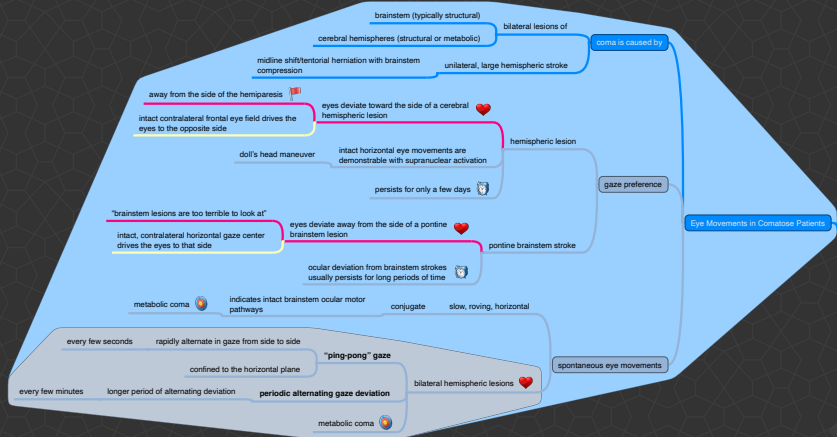 brainstem (typically structural)
bilateral lesions of
cerebral hemispheres (structural or metabolic)
coma is caused by
midline shift/tentorial herniation with brainstem
compression
unilateral, large hemispheric stroke
away from the side of the hemiparesis
eyes deviate toward the side of a cerebral
hemispheric lesion
intact contralateral frontal eye field drives the
eyes to the opposite side
hemispheric lesion
doll's head maneuver
intact horizontal eye movements are
demonstrable with supranuclear activation
persists for only a few days
gaze preference
"brainstem lesions are too terrible to look at"
eyes deviate away from the side of a pontine
brainstem lesion
intact, contralateral horizontal gaze center
drives the eyes to that side
pontine brainstem stroke
ocular deviation from brainstem strokes
usually persists for long periods of time
Eye Movements in Comatose Patients
metabolic coma
indicates intact brainstem ocular motor
pathways
conjugate
slow, roving, horizontal
every few seconds
rapidly alternate in gaze from side to side
"ping-pong" gaze
confined to the horizontal plane
spontaneous eye movements
bilateral hemispheric lesions
every few minutes
longer period of alternating deviation
periodic alternating gaze deviation
metabolic coma